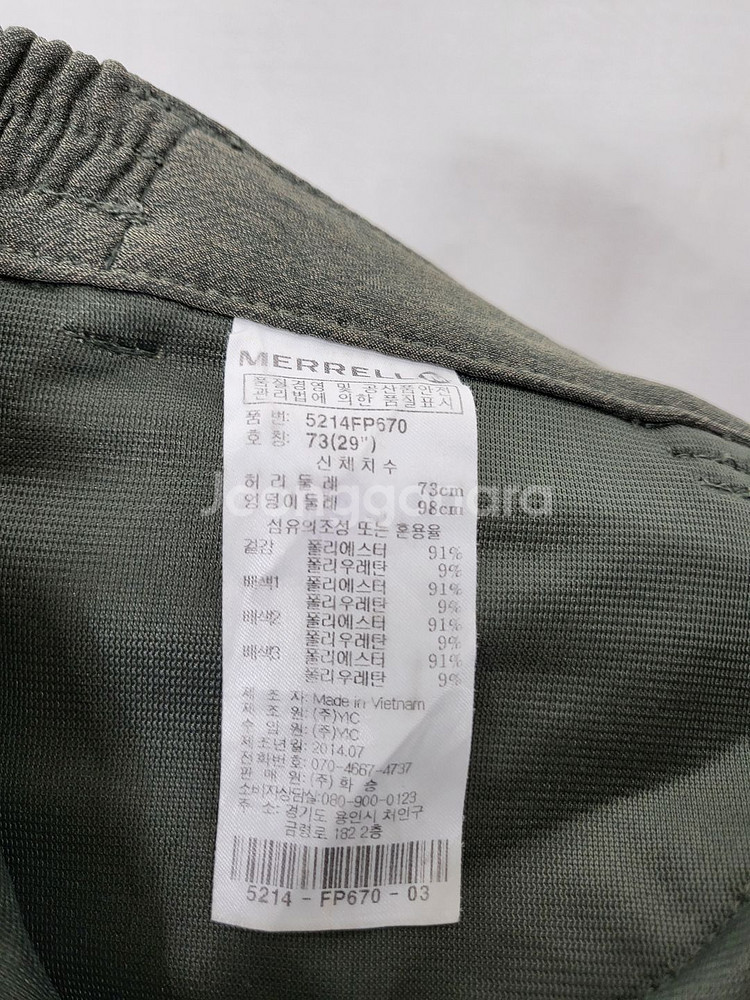 MERRELL
품질경영 및 공산품안전
관리법에 의한 품질표시
품 번: 5214FP670
호 칭: 73(29")
신체치수
허리 둘레 73cm
엉덩이둘레 98cm
joonggonara
섬유의조성 또는 혼용율
겉감 폴리에스터 91%
폴리우레탄 9%
배색1 폴리에스터 91%
폴리우레탄 9%
배색2 폴리에스터 91%
폴리우레탄 9%
배색3 폴리에스터 91%
폴리우레탄 9%
제 조 자: Made in Vietnam
제 조 원: (주)YIC
수 입 원: (주)YIC
제조년월: 2014.07
전화번호: 070-4667-4737
판 매 원: (주) 화 승
소비자상담실:080-900-0123
주 소: 경기도 용인시 처인구
금령로 182 2층
5214 - FP670 - 03